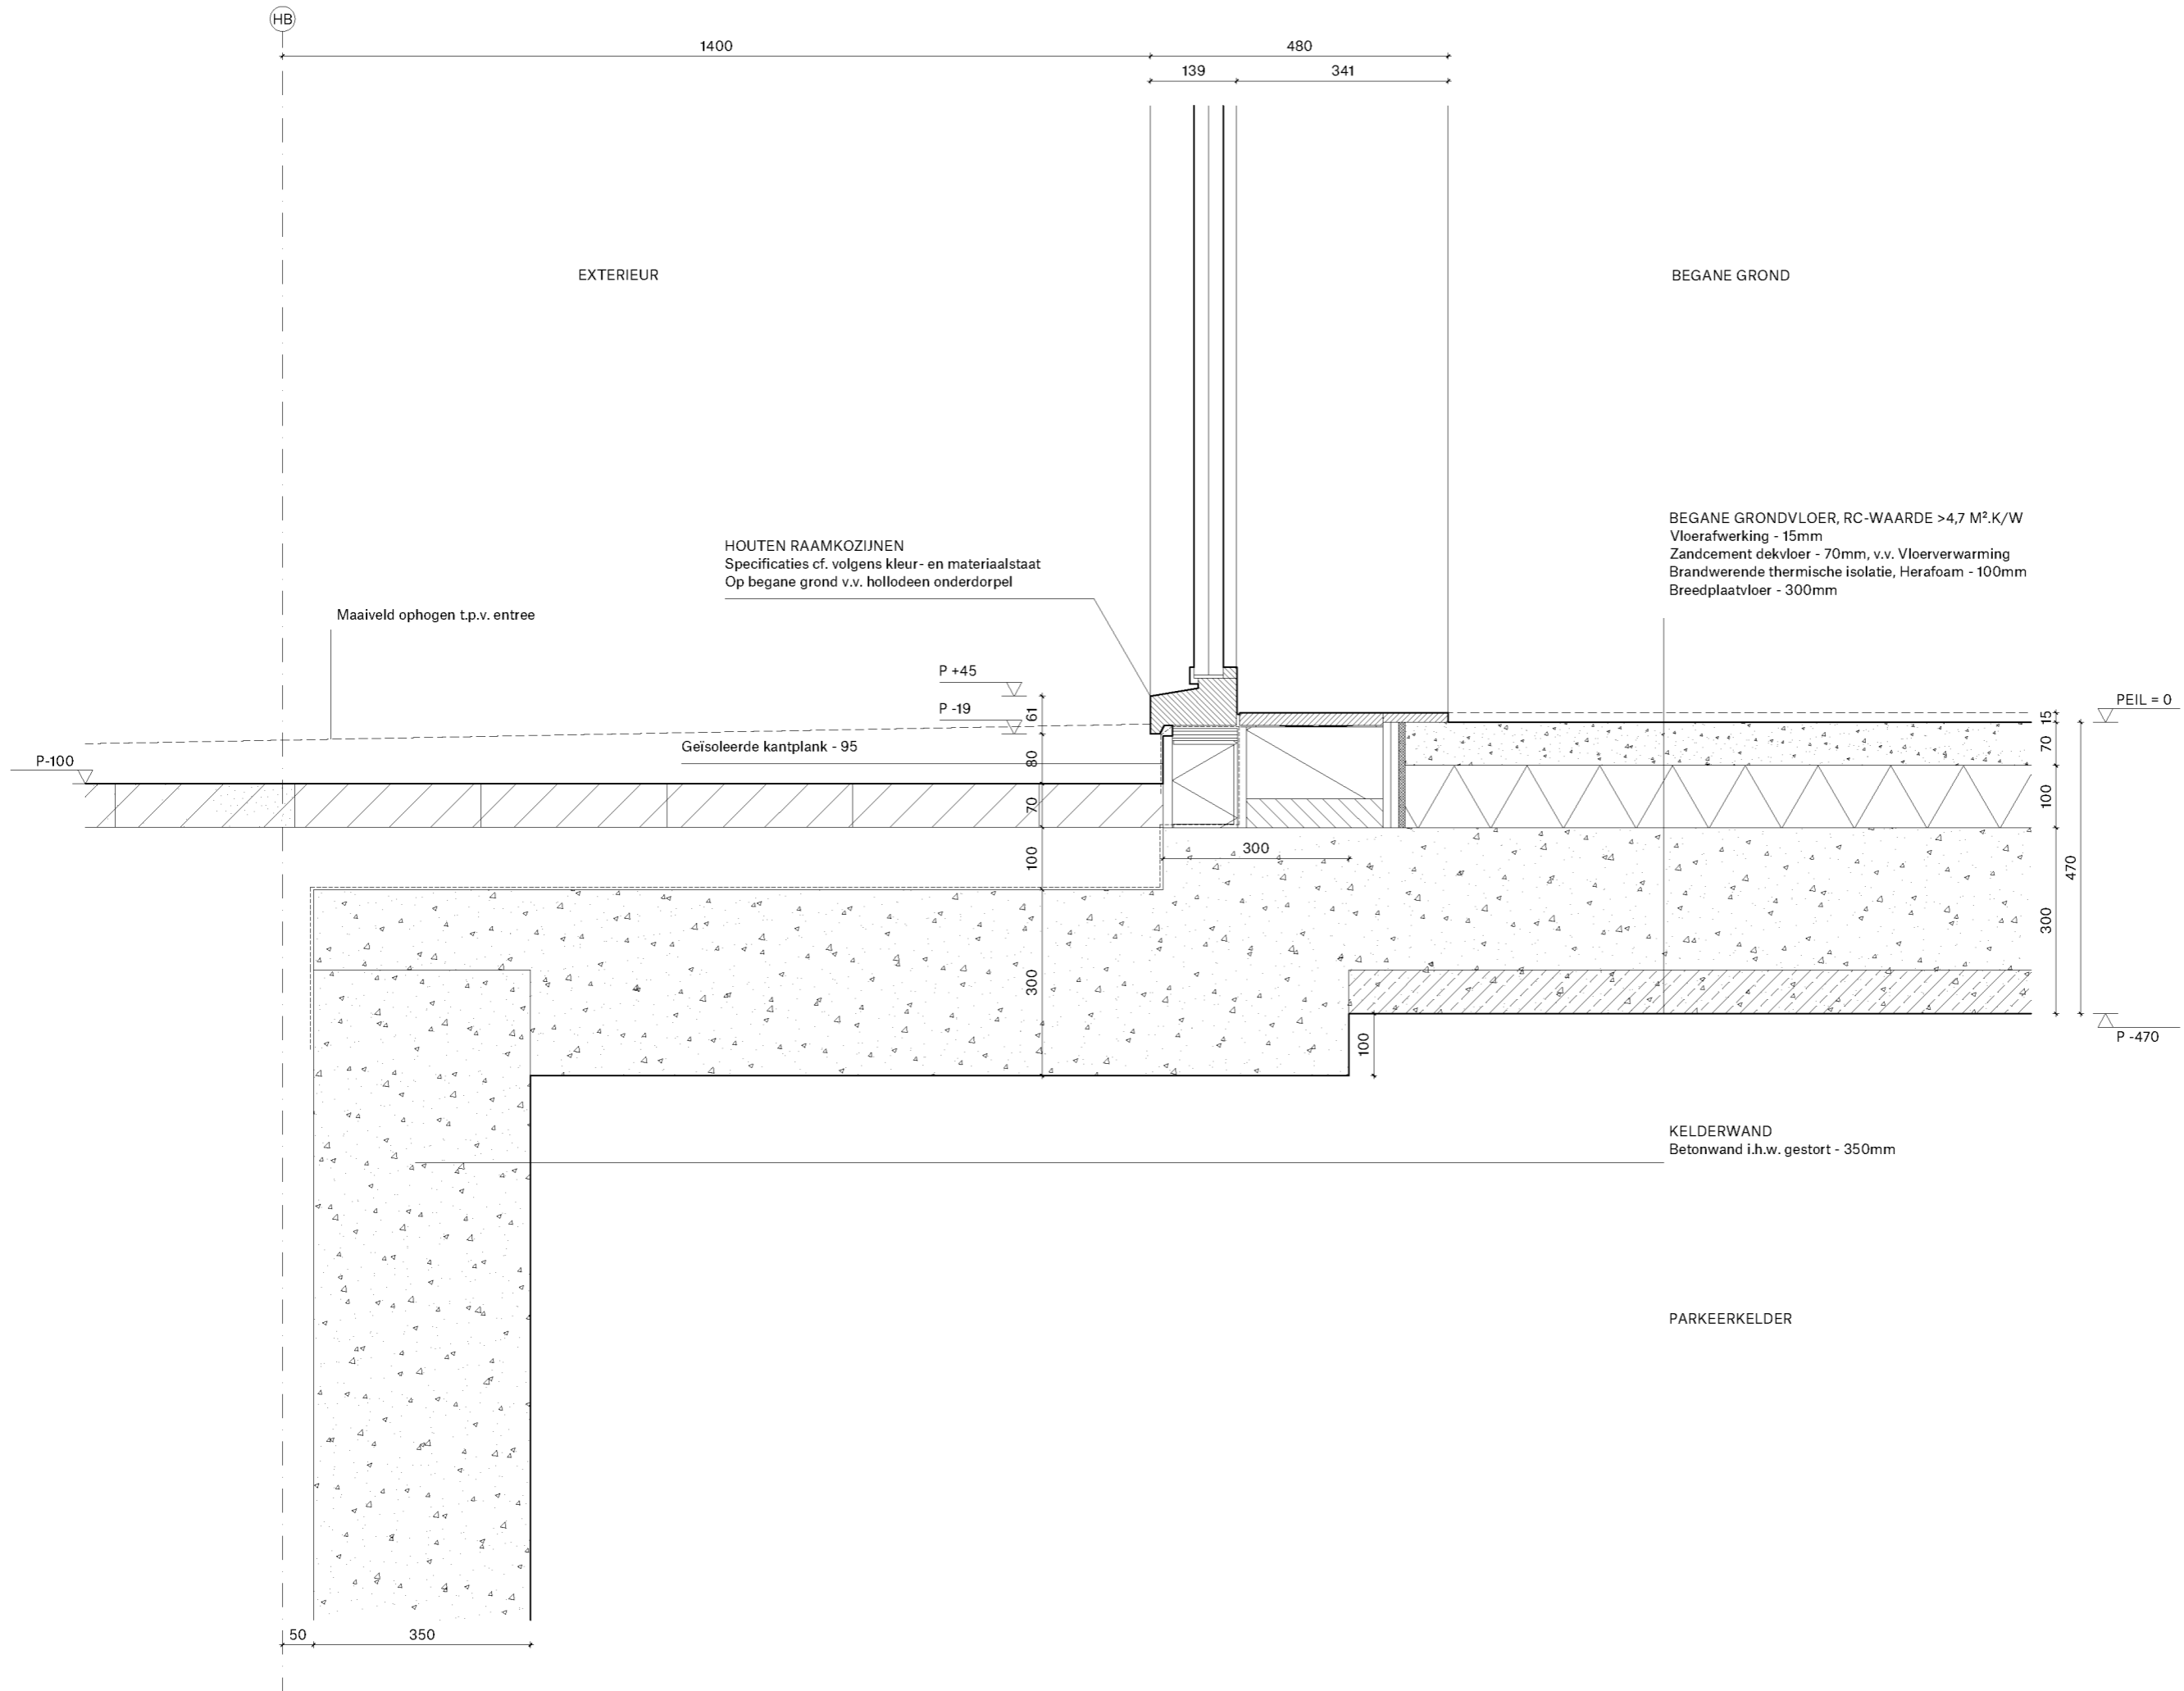 HB
1400
480
139
341
EXTERIEUR
BEGANE GROND
BEGANE GRONDVLOER, RC-WAARDE >4,7 M².K/W
Vloerafwerking - 15mm
Zandcement dekvloer - 70mm, v.v. Vloerverwarming
Brandwerende thermische isolatie, Herafoam - 100mm
Breedplaatvloer - 300mm
HOUTEN RAAMKOZIJNEN
Specificaties cf. volgens kleur- en materiaalstaat
Op begane grond v.v. hollodeen onderdorpel
Maaiveld ophogen t.p.v. entree
P +45
P -19
61
PEIL = 0
15
Geïsoleerde kantplank - 95
P-100
80
70
70
100
100
300
470
300
300
100
P -470
KELDERWAND
Betonwand i.h.w. gestort - 350mm
PARKEERKELDER
50
350